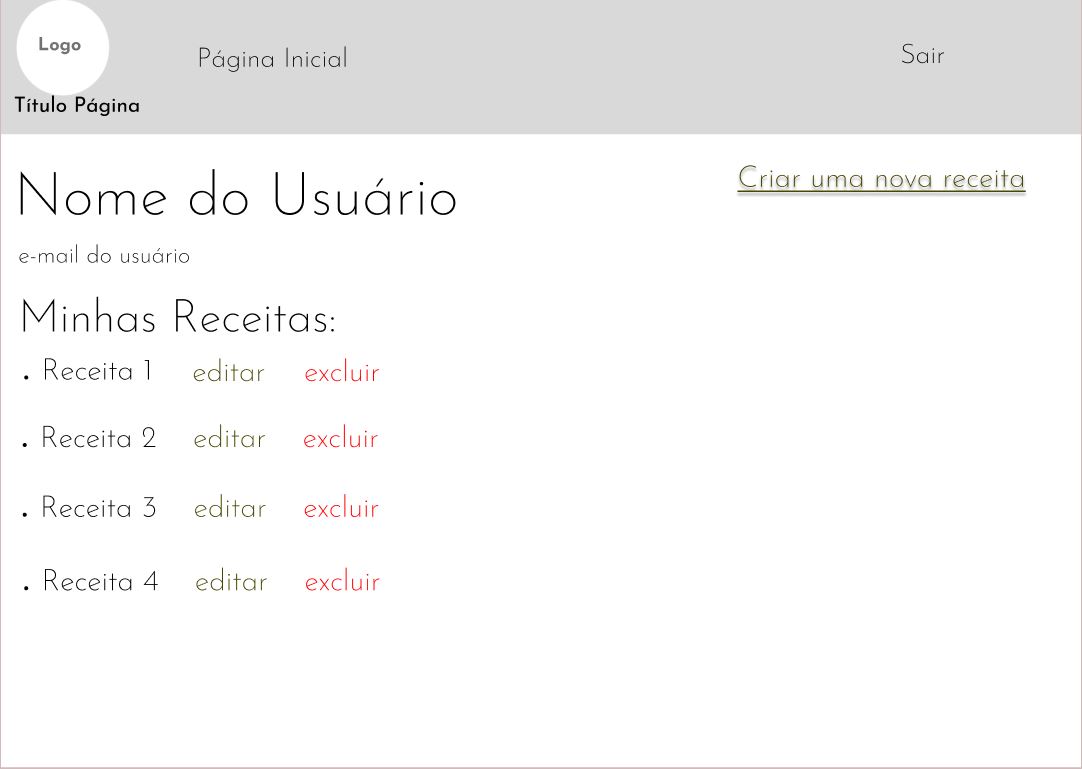 Logo
Título Página
Página Inicial
Sair
Nome do Usuário
Criar uma nova receita
e-mail do usuário
Minhas Receitas:
. Receita 1 editar excluir
. Receita 2 editar excluir
. Receita 3 editar excluir
. Receita 4 editar excluir